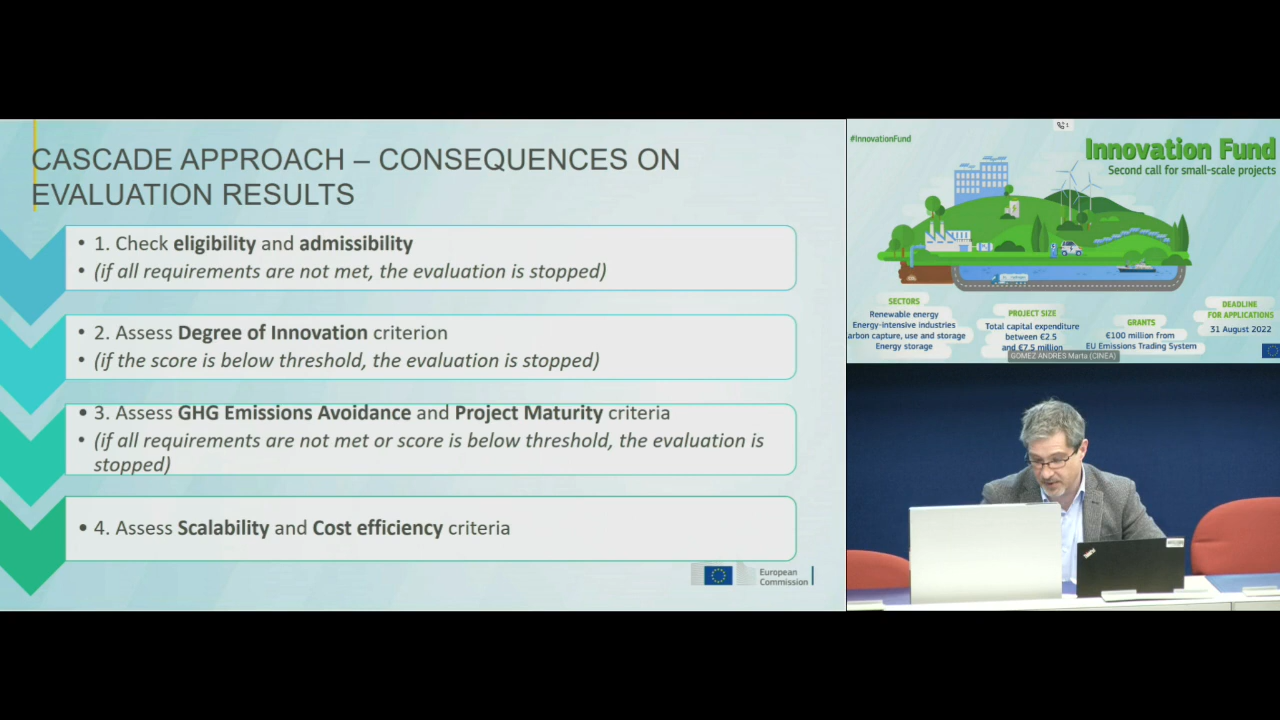 CASCADE APPROACH – CONSEQUENCES ON
EVALUATION RESULTS
• 1. Check eligibility and admissibility
• (if all requirements are not met, the evaluation is stopped)
• 2. Assess Degree of Innovation criterion
• (if the score is below threshold, the evaluation is stopped)
• 3. Assess GHG Emissions Avoidance and Project Maturity criteria
• (if all requirements are not met or score is below threshold, the evaluation is
stopped)
• 4. Assess Scalability and Cost efficiency criteria
European
Commission
#InnovationFund
Innovation Fund
Second call for small-scale projects
SECTORS
Renewable energy
Energy-intensive industries
arbon capture, use and storage
Energy storage
PROJECT SIZE
Total capital expenditure
between €2.5
and €7.5 million
GRANTS
€100 million from
EU Emissions Trading System
DEADLINE
FOR APPLICATIONS
31 August 2022
GOMEZ ANDRES Marta (CINEA)